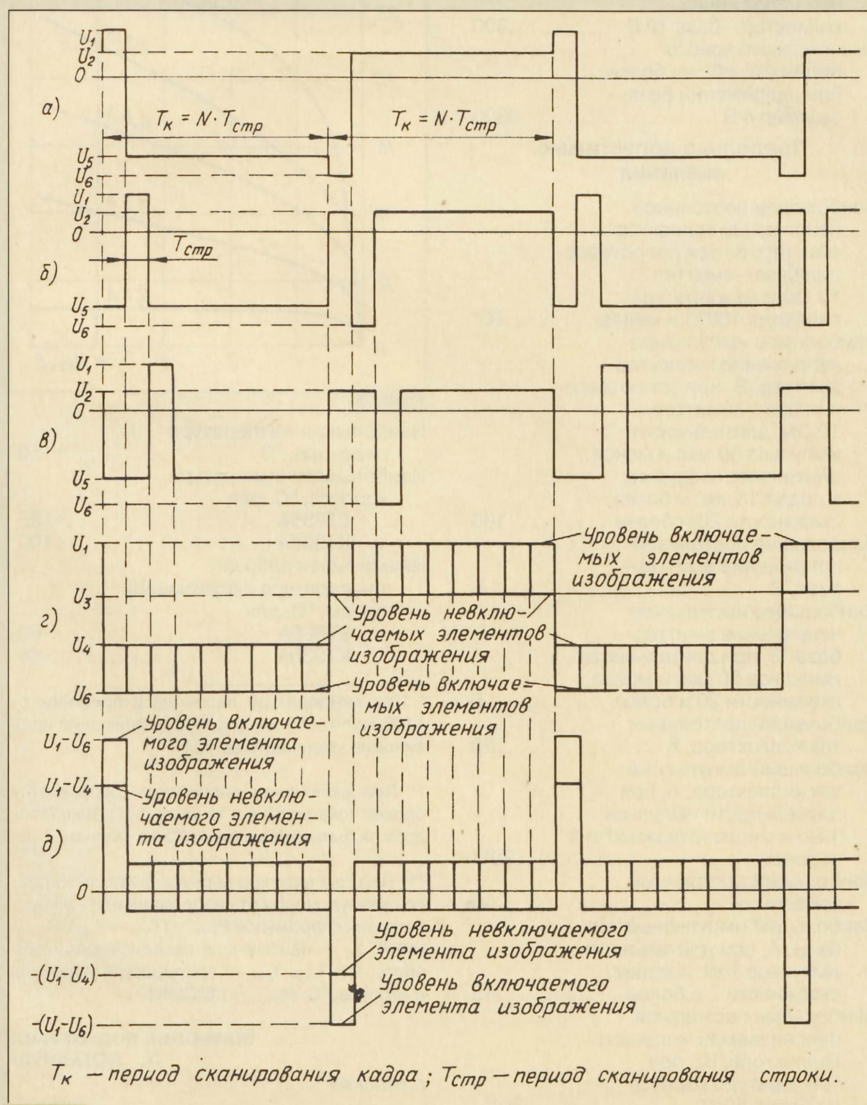 U₁
U₂
0
а)
Tк = N·Tстр
Tк = N·Tстр
U₅
U₆
U₁
U₂
0
Tстр
б)
U₅
U₆
U₁
U₂
0
в)
U₅
U₆
U₁
Уровень включае-
мых элементов
изображения
U₃
г)
Уровень невклю-
чаемых элементов
изображения
U₄
U₆
Уровень включае-
мых элементов
изображения
U₁–U₆
Уровень включае-
мого элемента
изображения
U₁–U₄
Уровень невклю-
чаемого элемен-
та изображения
д)
0
Уровень невключаемого
элемента изображения
–(U₁–U₄)
Уровень включаемого
элемента изображения
–(U₁–U₆)
Tк — период сканирования кадра ; Tстр — период сканирования строки.